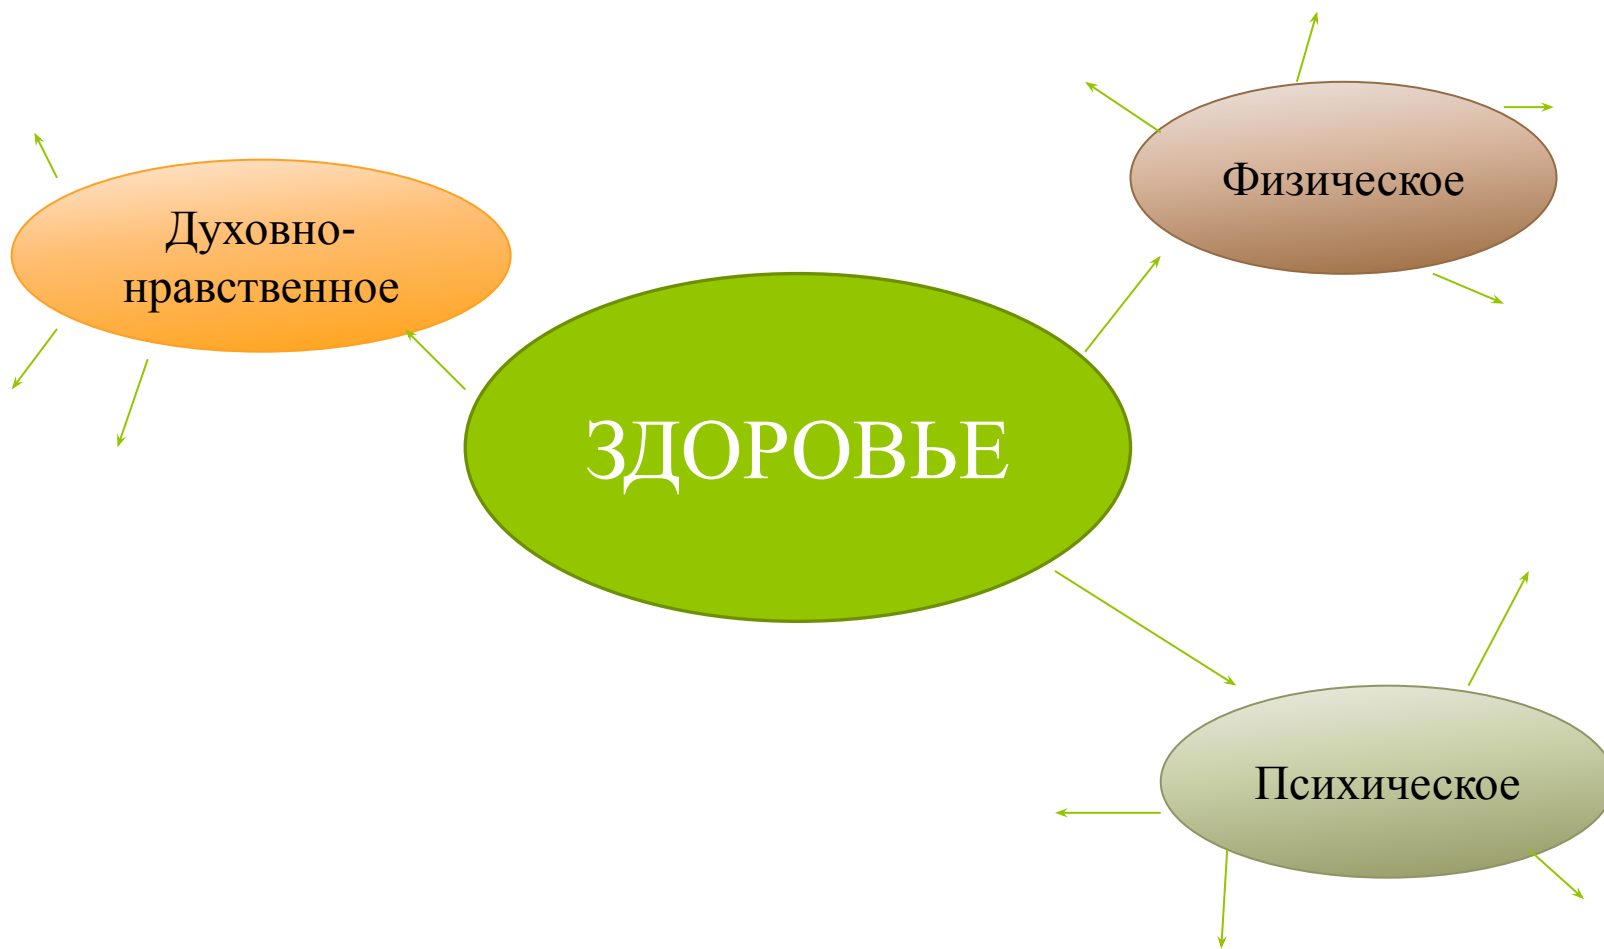 Физическое
Духовно-
нравственное
ЗДОРОВЬЕ
Психическое